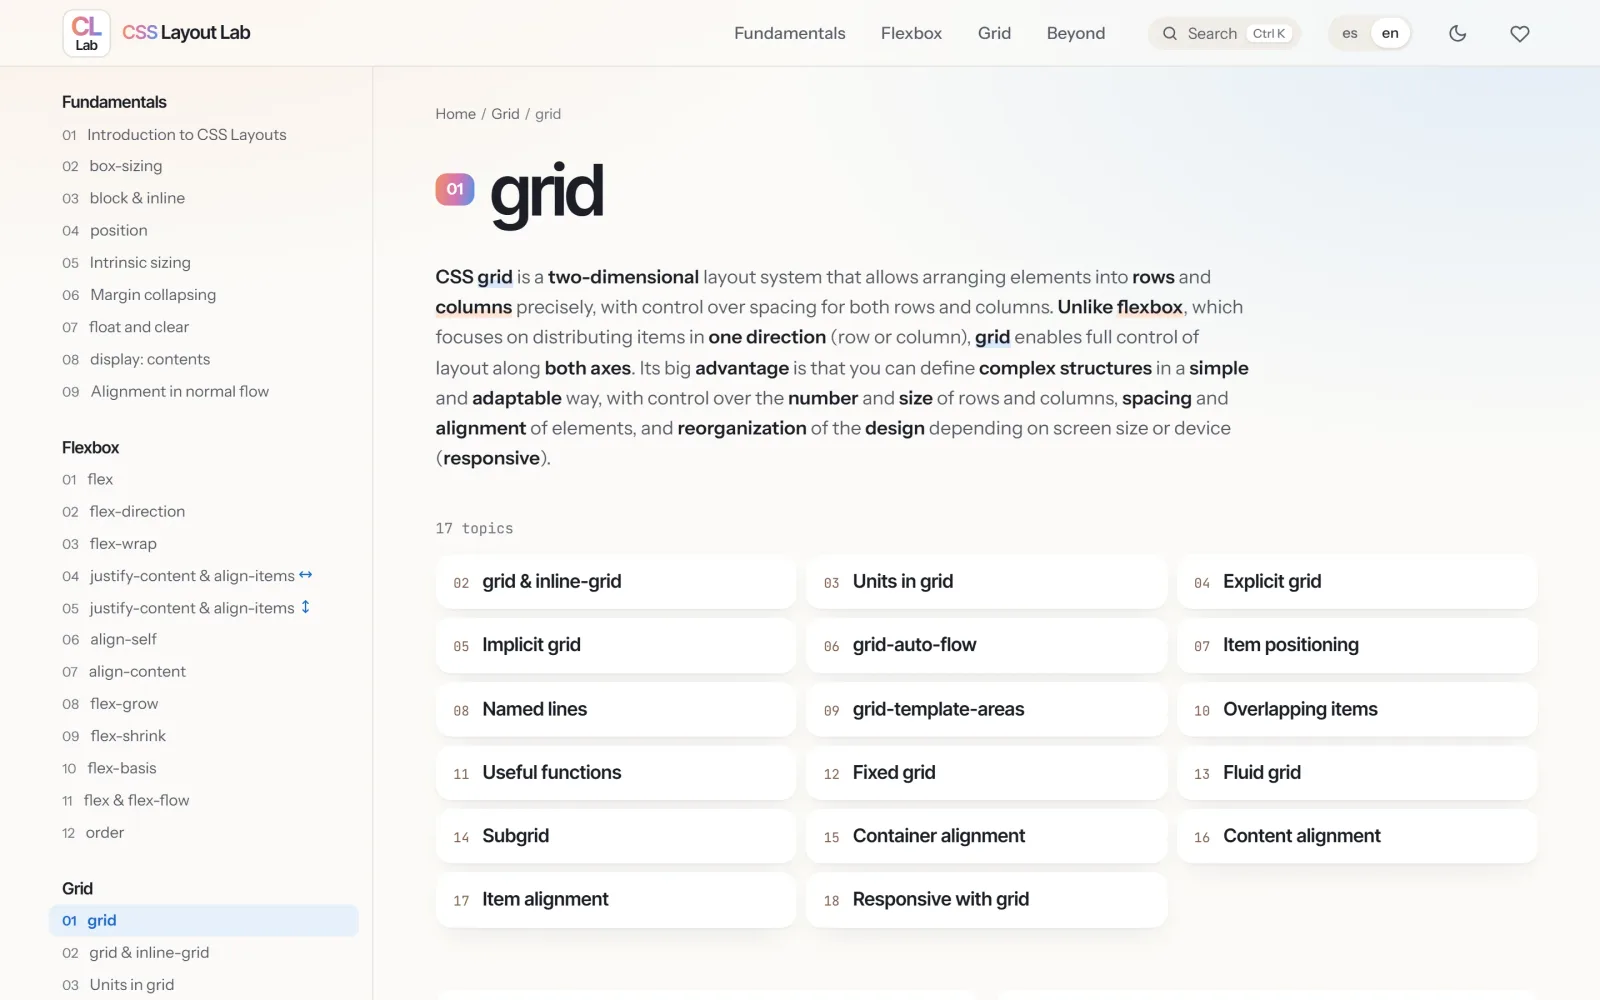 CL
Lab
CSS Layout Lab
Fundamentals
Flexbox
Grid
Beyond
Search
Ctrl K
es
en
Fundamentals
01 Introduction to CSS Layouts
02 box-sizing
03 block & inline
04 position
05 Intrinsic sizing
06 Margin collapsing
07 float and clear
08 display: contents
09 Alignment in normal flow
Flexbox
01 flex
02 flex-direction
03 flex-wrap
04 justify-content & align-items ↔
05 justify-content & align-items ↕
06 align-self
07 align-content
08 flex-grow
09 flex-shrink
10 flex-basis
11 flex & flex-flow
12 order
Grid
01 grid
02 grid & inline-grid
03 Units in grid
Home / Grid / grid
01 grid
CSS grid is a two-dimensional layout system that allows arranging elements into rows and
columns precisely, with control over spacing for both rows and columns. Unlike flexbox, which
focuses on distributing items in one direction (row or column), grid enables full control of
layout along both axes. Its big advantage is that you can define complex structures in a simple
and adaptable way, with control over the number and size of rows and columns, spacing and
alignment of elements, and reorganization of the design depending on screen size or device
(responsive).
17 topics
02 grid & inline-grid
03 Units in grid
04 Explicit grid
05 Implicit grid
06 grid-auto-flow
07 Item positioning
08 Named lines
09 grid-template-areas
10 Overlapping items
11 Useful functions
12 Fixed grid
13 Fluid grid
14 Subgrid
15 Container alignment
16 Content alignment
17 Item alignment
18 Responsive with grid